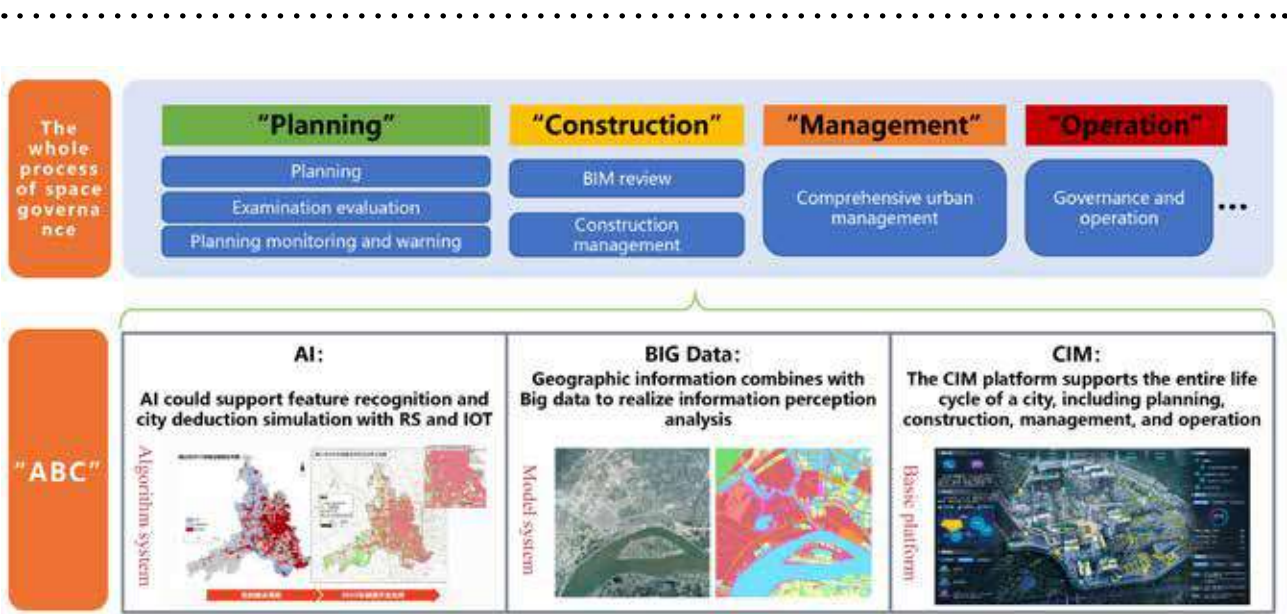 The
whole
process
of space
governa
nce
"Planning"
Planning
Examination evaluation
Planning monitoring and warning
"Construction"
BIM review
Construction
management
"Management"
Comprehensive urban
management
"Operation"
Governance and
operation
...
"ABC"
AI:
AI could support feature recognition and
city deduction simulation with RS and IOT
Algorithm system
BIG Data:
Geographic information combines with
Big data to realize information perception
analysis
Model system
CIM:
The CIM platform supports the entire life
cycle of a city, including planning,
construction, management, and operation
Basic platform